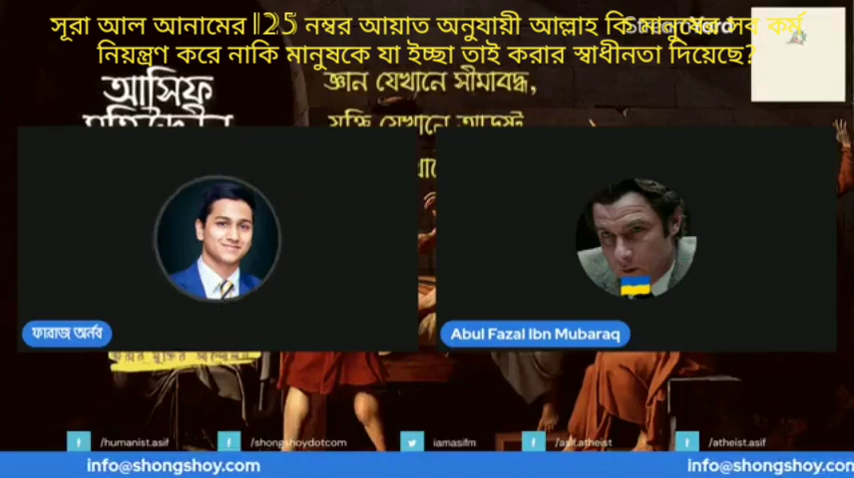 সূরা আল আনামের 125 নম্বর আয়াত অনুযায়ী আল্লাহ কি মানুষের সব কর্ম
নিয়ন্ত্রণ করে নাকি মানুষকে যা ইচ্ছা তাই করার স্বাধীনতা দিয়েছে?
StreamYard
আসিফ
জ্ঞান যেখানে সীমাবদ্ধ,
যেখানে
ফারাজ অর্নব
Abul Fazal Ibn Mubaraq
/humanist.asif
/shongshoydotcom
iamasifm
/asif.atheist
/atheist.asif
info@shongshoy.com
info@shongshoy.com